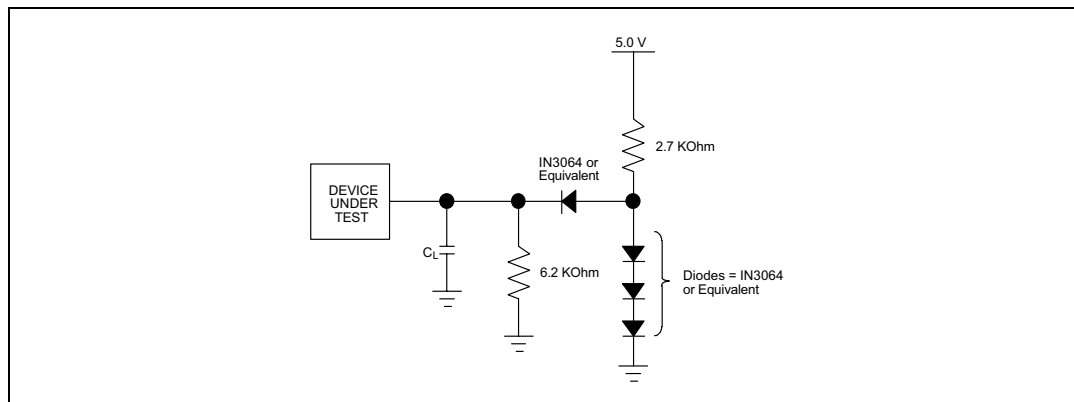 5.0 V
2.7 KOhm
IN3064 or
Equivalent
DEVICE
UNDER
TEST
CL
6.2 KOhm
Diodes = IN3064
or Equivalent